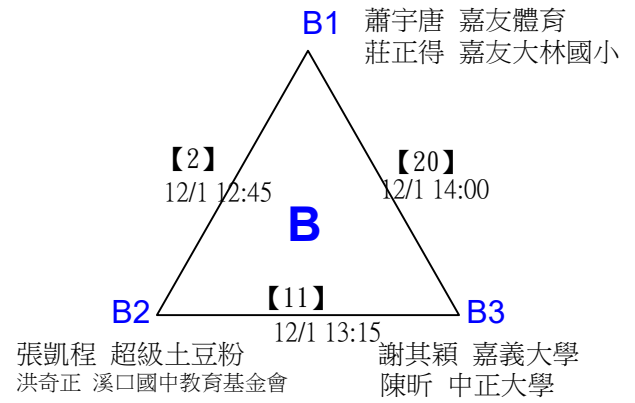 B1
蕭宇唐 嘉友體育
莊正得 嘉友大林國小
【2】
12/1 12:45
【20】
12/1 14:00
B
B2
【11】
12/1 13:15
B3
張凱程 超級土豆粉
洪奇正 溪口國中教育基金會
謝其穎 嘉義大學
陳昕 中正大學